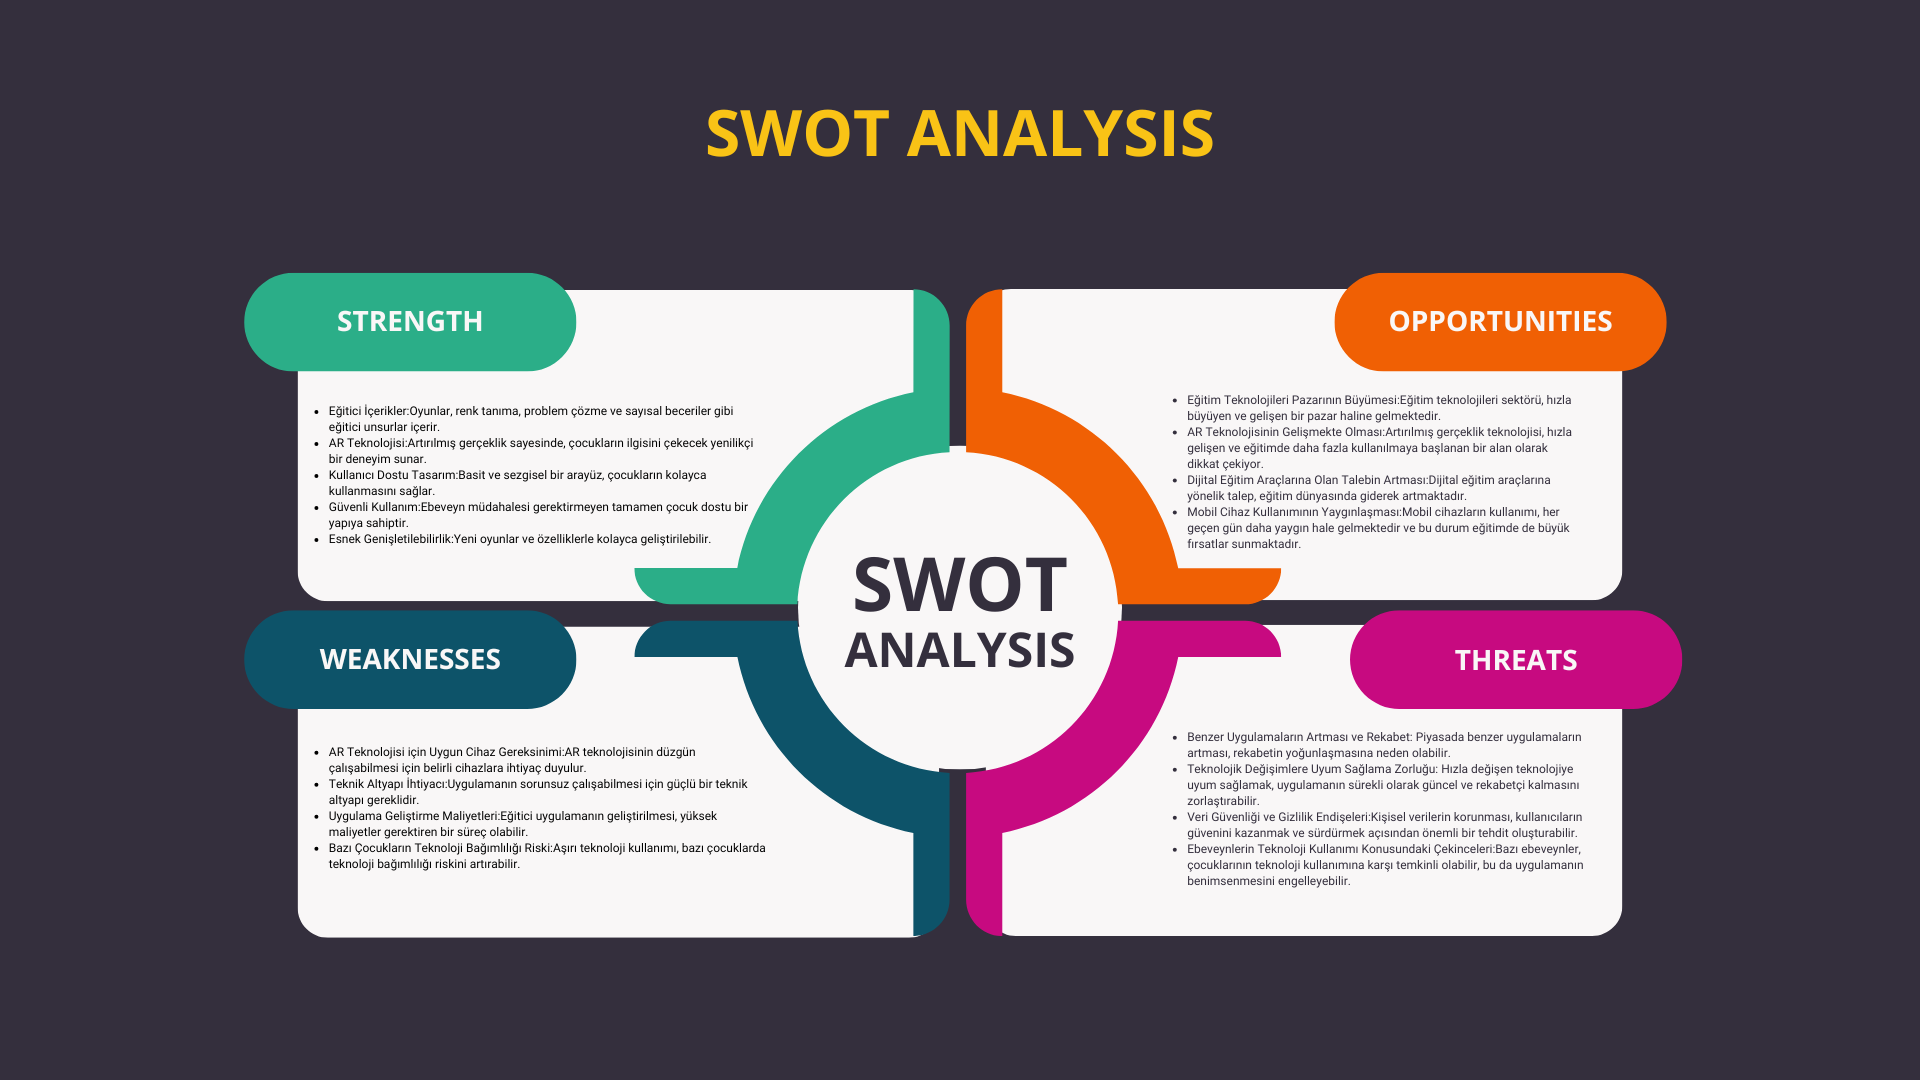 SWOT ANALYSIS
STRENGTH
• Eğitici İçerikler:Oyunlar, renk tanıma, problem çözme ve sayısal beceriler gibi
eğitici unsurlar içerir.
• AR Teknolojisi:Artırılmış gerçeklik sayesinde, çocukların ilgisini çekecek yenilikçi
bir deneyim sunar.
• Kullanıcı Dostu Tasarım:Basit ve sezgisel bir arayüz, çocukların kolayca
kullanmasını sağlar.
• Güvenli Kullanım:Ebeveyn müdahalesi gerektirmeyen tamamen çocuk dostu bir
yapıya sahiptir.
• Esnek Genişletilebilirlik:Yeni oyunlar ve özelliklerle kolayca geliştirilebilir.
OPPORTUNITIES
• Eğitim Teknolojileri Pazarının Büyümesi:Eğitim teknolojileri sektörü, hızla
büyüyen ve gelişen bir pazar haline gelmektedir.
• AR Teknolojisinin Gelişmekte Olması:Artırılmış gerçeklik teknolojisi, hızla
gelişen ve eğitimde daha fazla kullanılmaya başlanan bir alan olarak
dikkat çekiyor.
• Dijital Eğitim Araçlarına Olan Talebin Artması:Dijital eğitim araçlarına
yönelik talep, eğitim dünyasında giderek artmaktadır.
• Mobil Cihaz Kullanımının Yaygınlaşması:Mobil cihazların kullanımı, her
geçen gün daha yaygın hale gelmektedir ve bu durum eğitimde de büyük
fırsatlar sunmaktadır.
SWOT
ANALYSIS
WEAKNESSES
• AR Teknolojisi için Uygun Cihaz Gereksinimi:AR teknolojisinin düzgün
çalışabilmesi için belirli cihazlara ihtiyaç duyulur.
• Teknik Altyapı İhtiyacı:Uygulamanın sorunsuz çalışabilmesi için güçlü bir teknik
altyapı gereklidir.
• Uygulama Geliştirme Maliyetleri:Eğitici uygulamanın geliştirilmesi, yüksek
maliyetler gerektiren bir süreç olabilir.
• Bazı Çocukların Teknoloji Bağımlılığı Riski:Aşırı teknoloji kullanımı, bazı çocuklarda
teknoloji bağımlılığı riskini artırabilir.
THREATS
• Benzer Uygulamaların Artması ve Rekabet: Piyasada benzer uygulamaların
artması, rekabetin yoğunlaşmasına neden olabilir.
• Teknolojik Değişimlere Uyum Sağlama Zorluğu: Hızla değişen teknolojiye
uyum sağlamak, uygulamanın sürekli olarak güncel ve rekabetçi kalmasını
zorlaştırabilir.
• Veri Güvenliği ve Gizlilik Endişeleri:Kişisel verilerin korunması, kullanıcıların
güvenini kazanmak ve sürdürmek açısından önemli bir tehdit oluşturabilir.
• Ebeveynlerin Teknoloji Kullanımı Konusundaki Çekinceleri:Bazı ebeveynler,
çocuklarının teknoloji kullanımına karşı temkinli olabilir, bu da uygulamanın
benimsenmesini engelleyebilir.